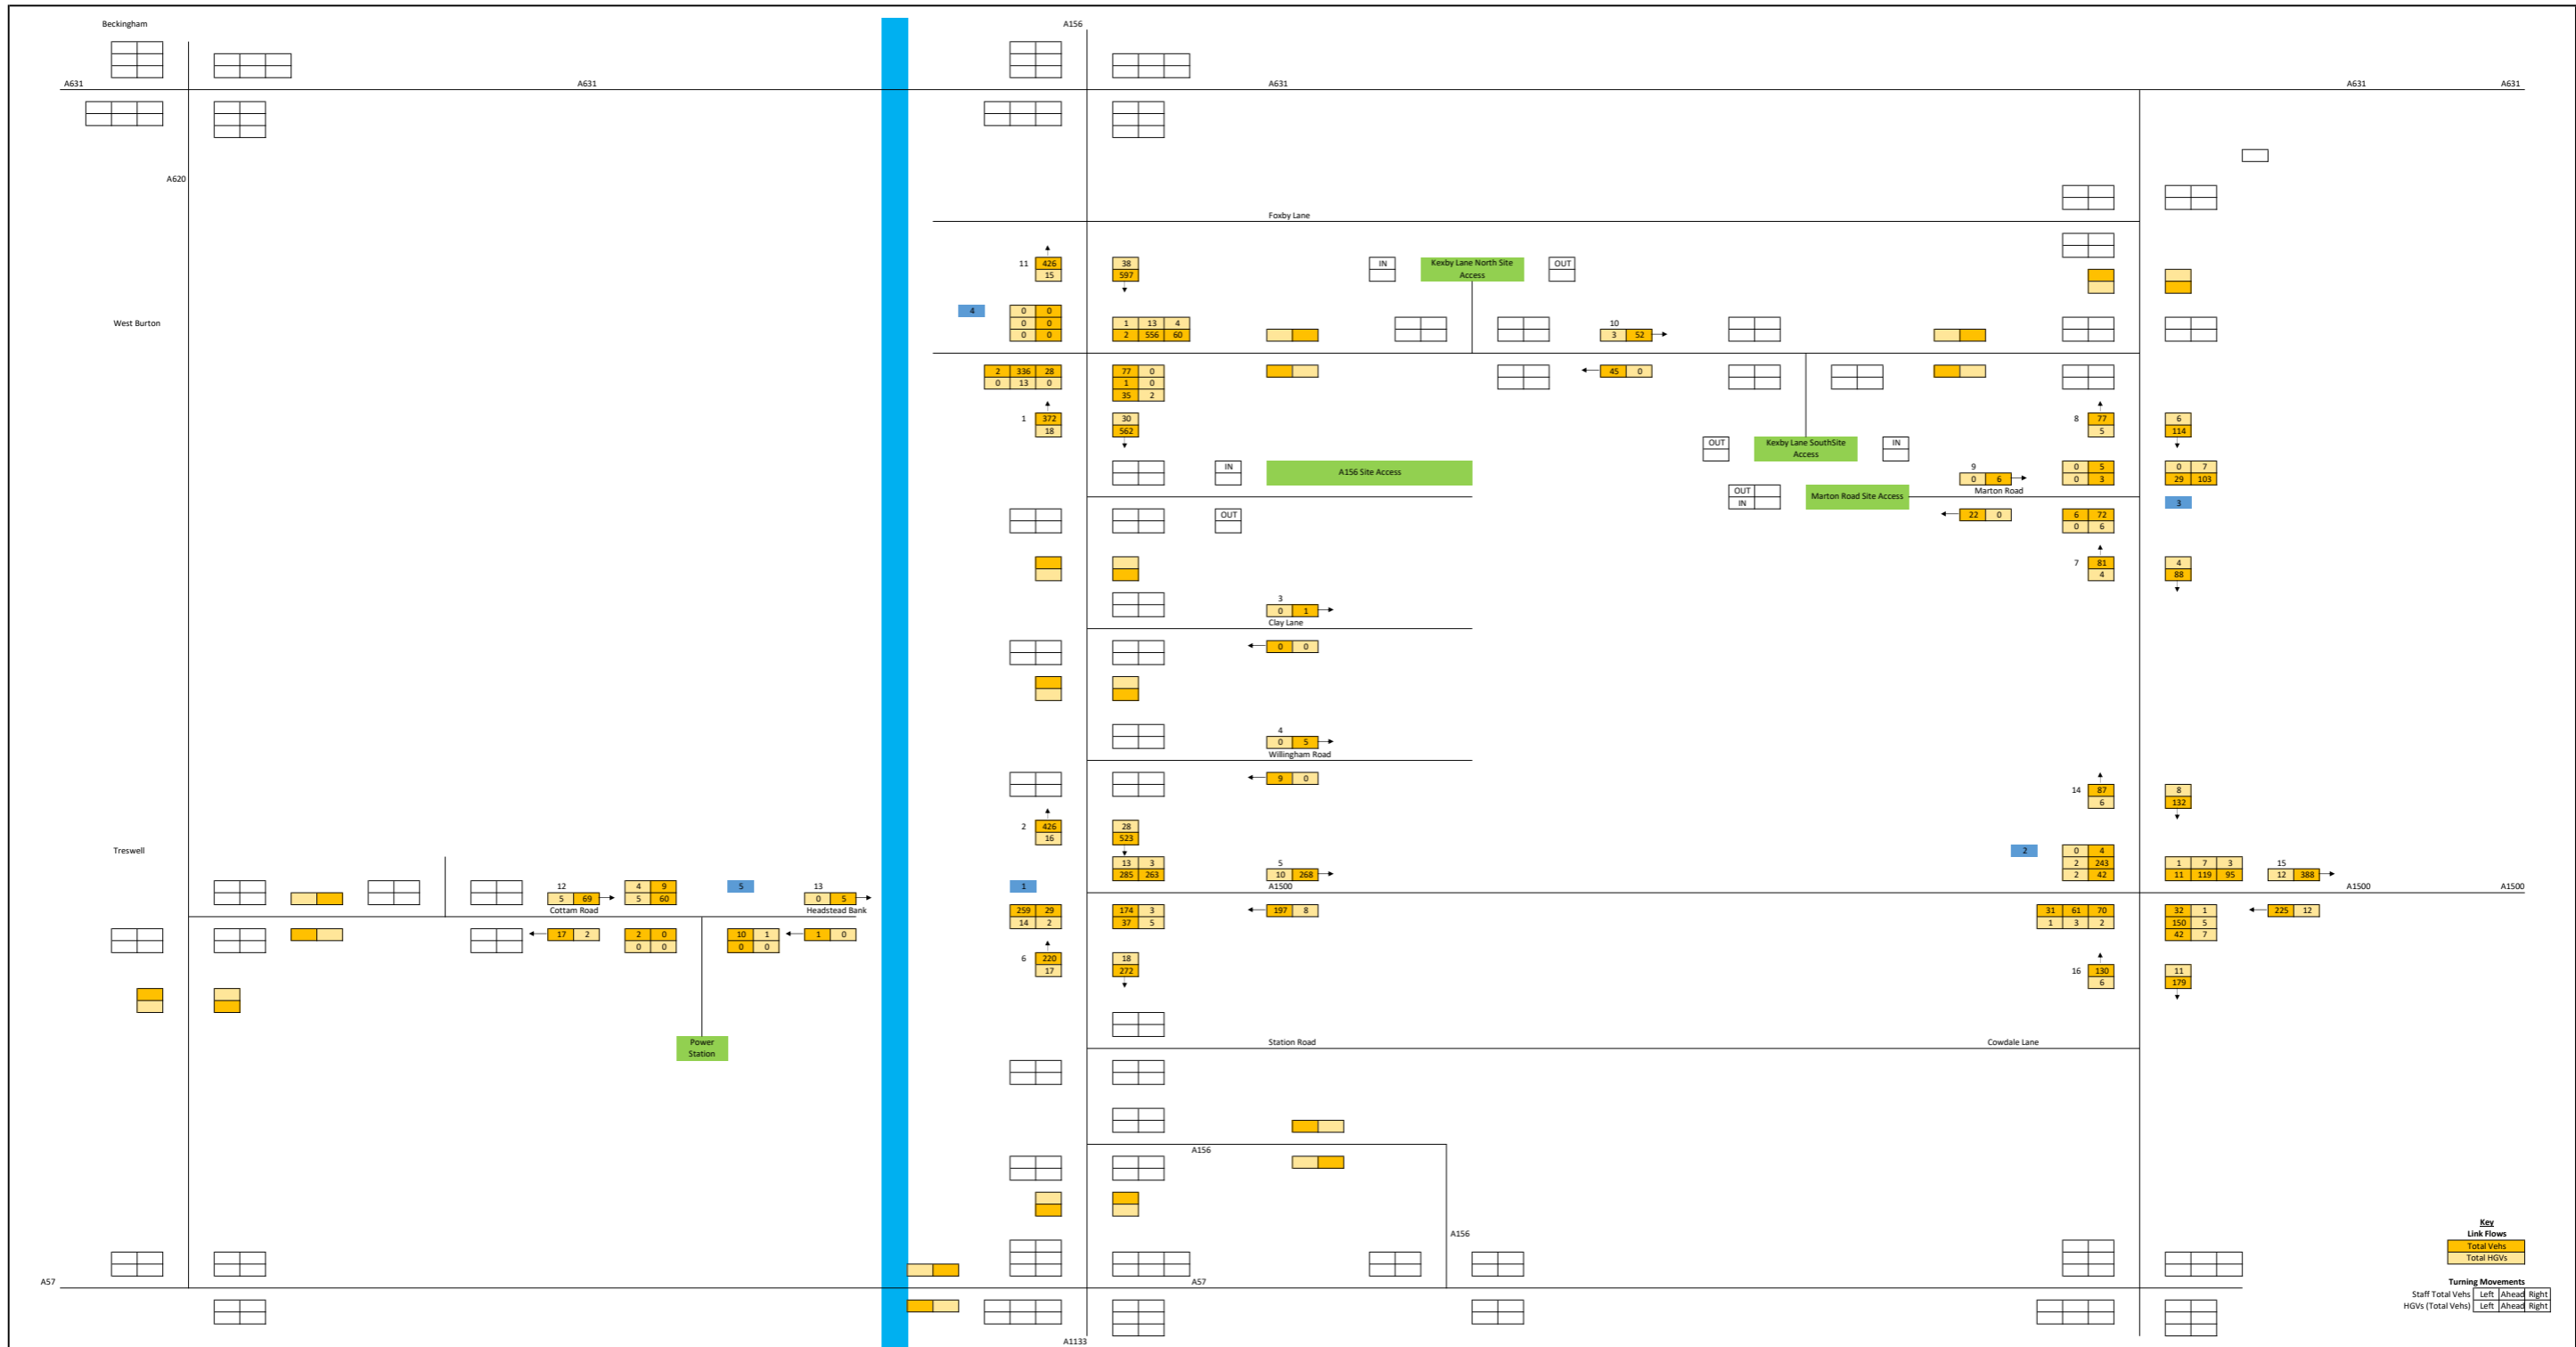 Beckingham
A156
A631
A631
A631
A631
A631
A620
Foxby Lane
11 426
15
38
597
IN
Kexby Lane North Site
Access
OUT
West Burton
4
0 0
0 0
0 0
1 13 4
2 556 60
10
3 52
2 336 28
0 13 0
77 0
1 0
35 2
45 0
1 372
18
30
562
8 77
5
6
114
OUT
Kexby Lane SouthSite
Access
IN
IN
A156 Site Access
9
0 6
Marton Road
0 5
0 3
0 7
29 103
OUT
IN
Marton Road Site Access
3
OUT
22 0
6 72
0 6
7 81
4
4
88
3
0 1
Clay Lane
0 0
4
0 5
Willingham Road
9 0
14 87
6
8
132
2 426
16
28
523
Treswell
2
0 4
2 243
2 42
13 3
285 263
5
10 268
A1500
1 7 3
11 119 95
15
12 388
A1500
A1500
12
5 69
Cottam Road
4 9
5 60
5
13
0 5
Headstead Bank
1
259 29
14 2
174 3
37 5
197 8
31 61 70
1 3 2
32 1
150 5
42 7
225 12
17 2
2 0
0 0
10 1
0 0
1 0
6 220
17
18
272
16 130
6
11
179
Power
Station
Station Road
Cowdale Lane
A156
A156
Key
Link Flows
Total Vehs
Total HGVs
A57
A57
Turning Movements
Staff Total Vehs Left Ahead Right
HGVs (Total Vehs) Left Ahead Right
A1133